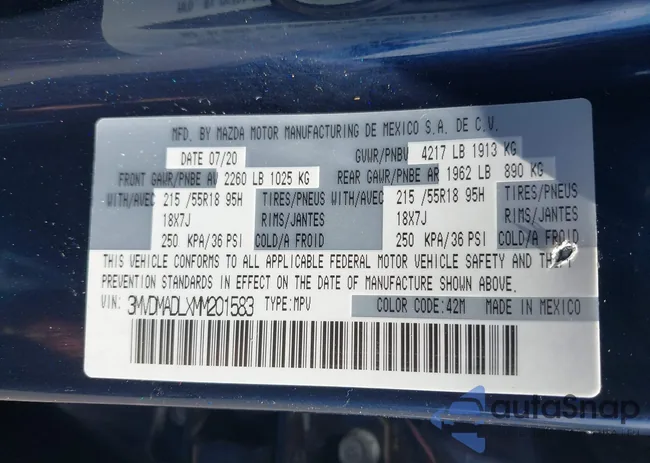 MFD. BY MAZDA MOTOR MANUFACTURING DE MEXICO S.A. DE C.V.
DATE 07/20 GVWR/PNBV 4217 LB 1913 KG
FRONT GAWR/PNBE AV 2260 LB 1025 KG REAR GAWR/PNBE AR 1962 LB 890 KG
WITH/AVEC 215 /55R18 95H TIRES/PNEUS WITH/AVEC 215 /55R18 95H TIRES/PNEUS
18X7J RIMS/JANTES 18X7J RIMS/JANTES
250 KPA/36 PSI COLD/A FROID 250 KPA/36 PSI COLD/A FROID
THIS VEHICLE CONFORMS TO ALL APPLICABLE FEDERAL MOTOR VEHICLE SAFETY AND THEFT
PREVENTION STANDARDS IN EFFECT ON THE DATE OF MANUFACTURE SHOWN ABOVE.
VIN: 3MVDMADLXMM201583 TYPE:MPV COLOR CODE:42M MADE IN MEXICO
autoSnap